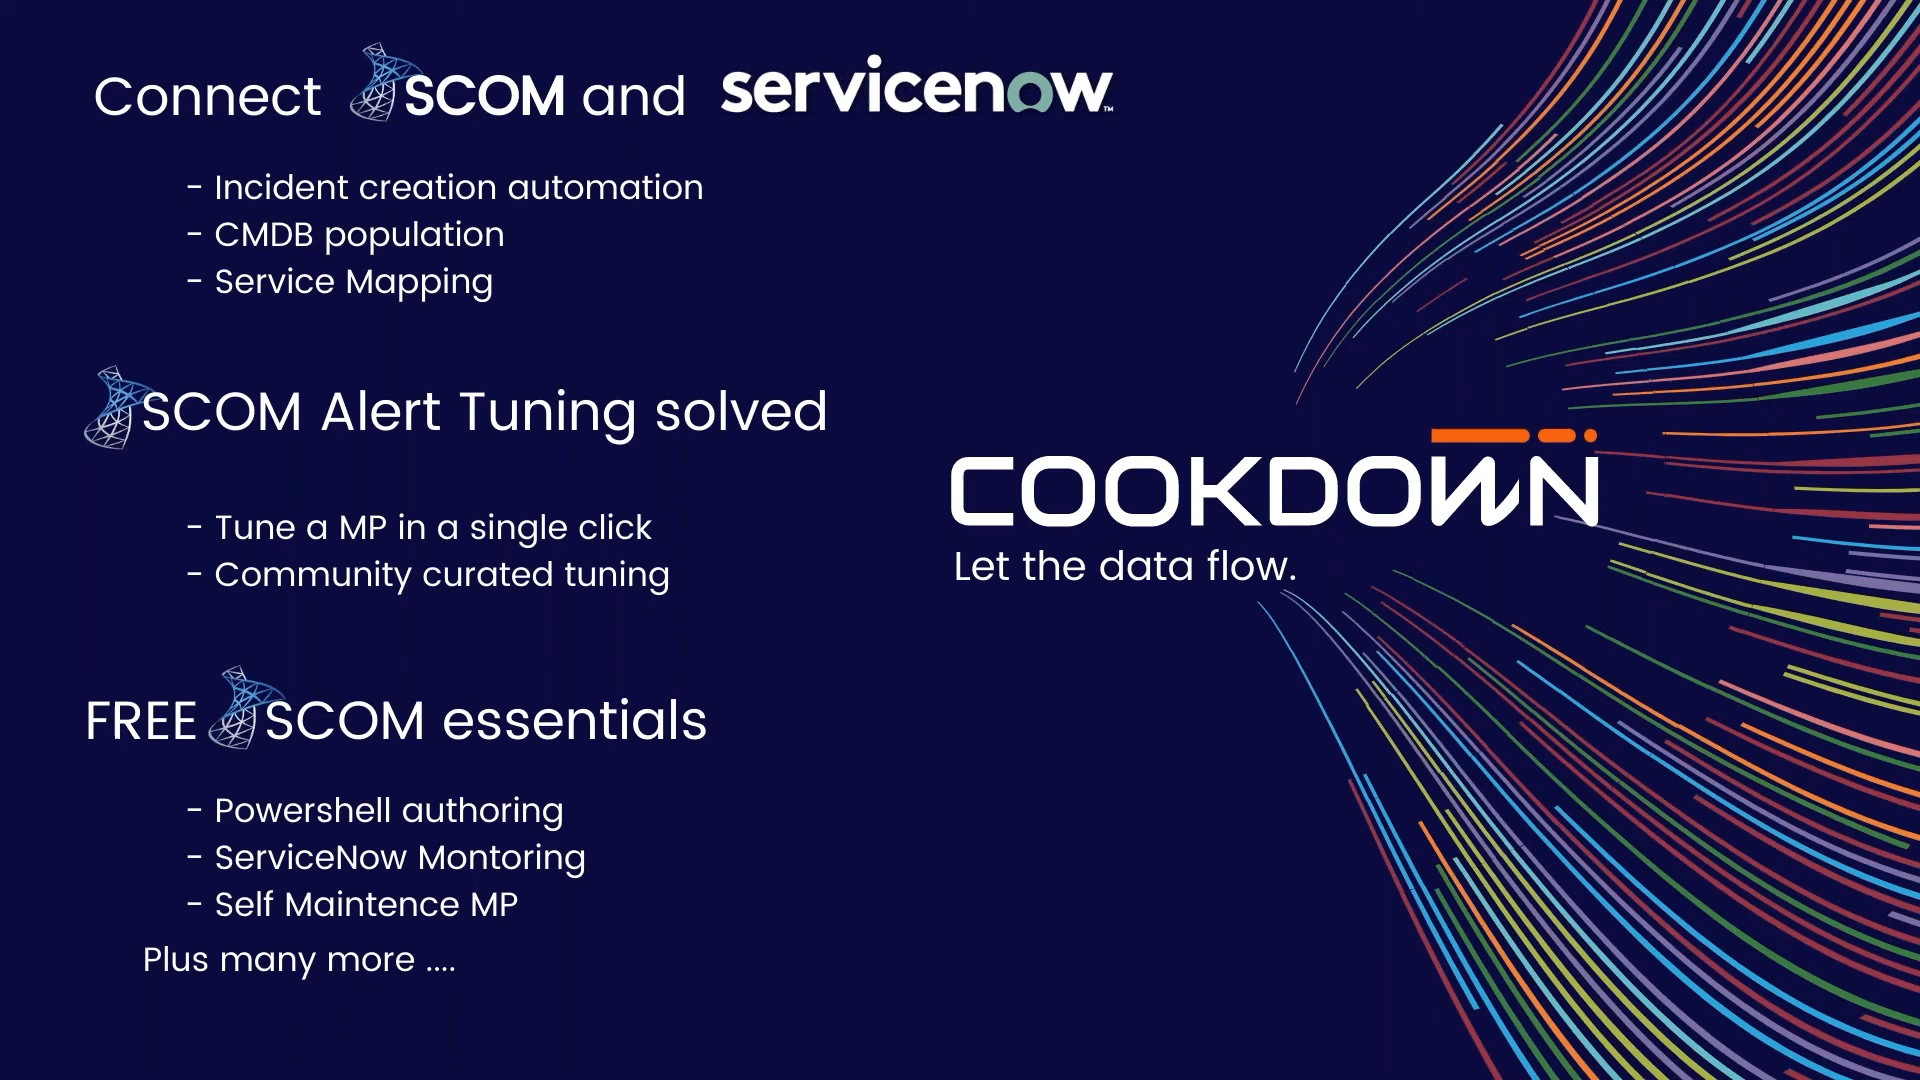 Connect SCOM and servicenow™
- Incident creation automation
- CMDB population
- Service Mapping
SCOM Alert Tuning solved
- Tune a MP in a single click
- Community curated tuning
FREE SCOM essentials
- Powershell authoring
- ServiceNow Montoring
- Self Maintence MP
Plus many more ....
COOKDOWN
Let the data flow.